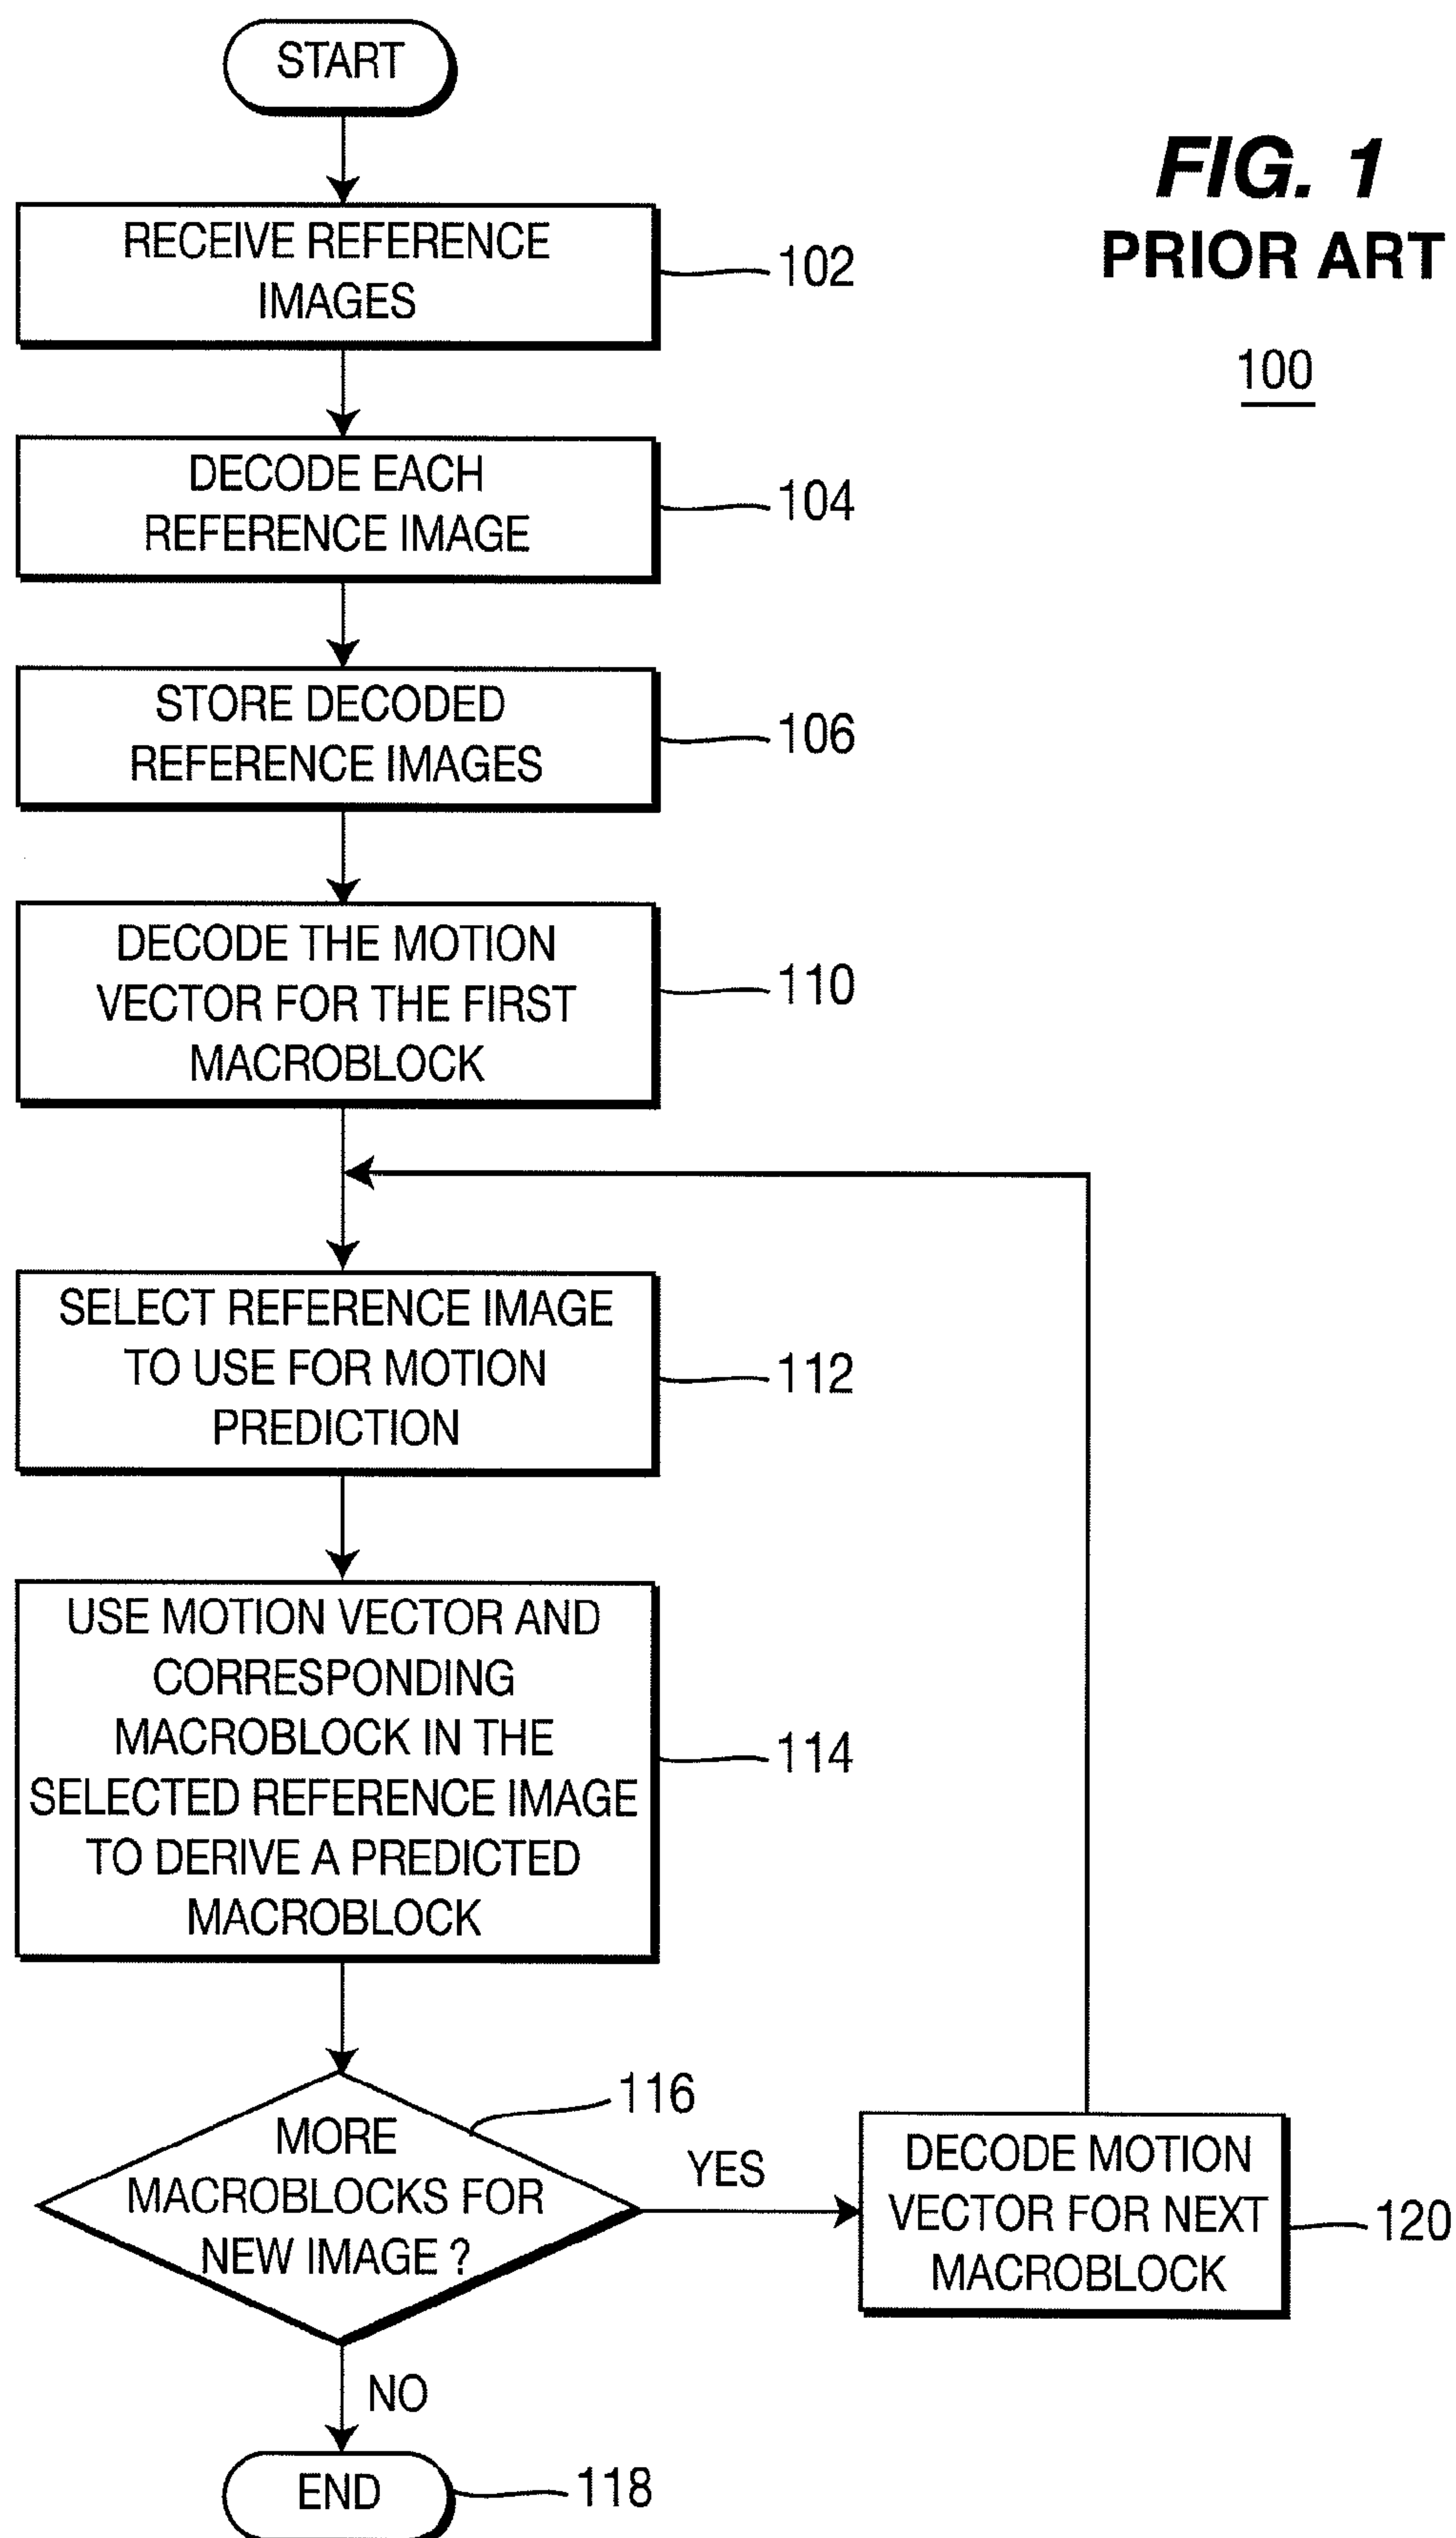 START
FIG. 1
PRIOR ART
100
RECEIVE REFERENCE
IMAGES
102
DECODE EACH
REFERENCE IMAGE
104
STORE DECODED
REFERENCE IMAGES
106
DECODE THE MOTION
VECTOR FOR THE FIRST
MACROBLOCK
110
SELECT REFERENCE IMAGE
TO USE FOR MOTION
PREDICTION
112
USE MOTION VECTOR AND
CORRESPONDING
MACROBLOCK IN THE
SELECTED REFERENCE IMAGE
TO DERIVE A PREDICTED
MACROBLOCK
114
MORE
MACROBLOCKS FOR
NEW IMAGE ?
116
YES
DECODE MOTION
VECTOR FOR NEXT
MACROBLOCK
120
NO
END
118